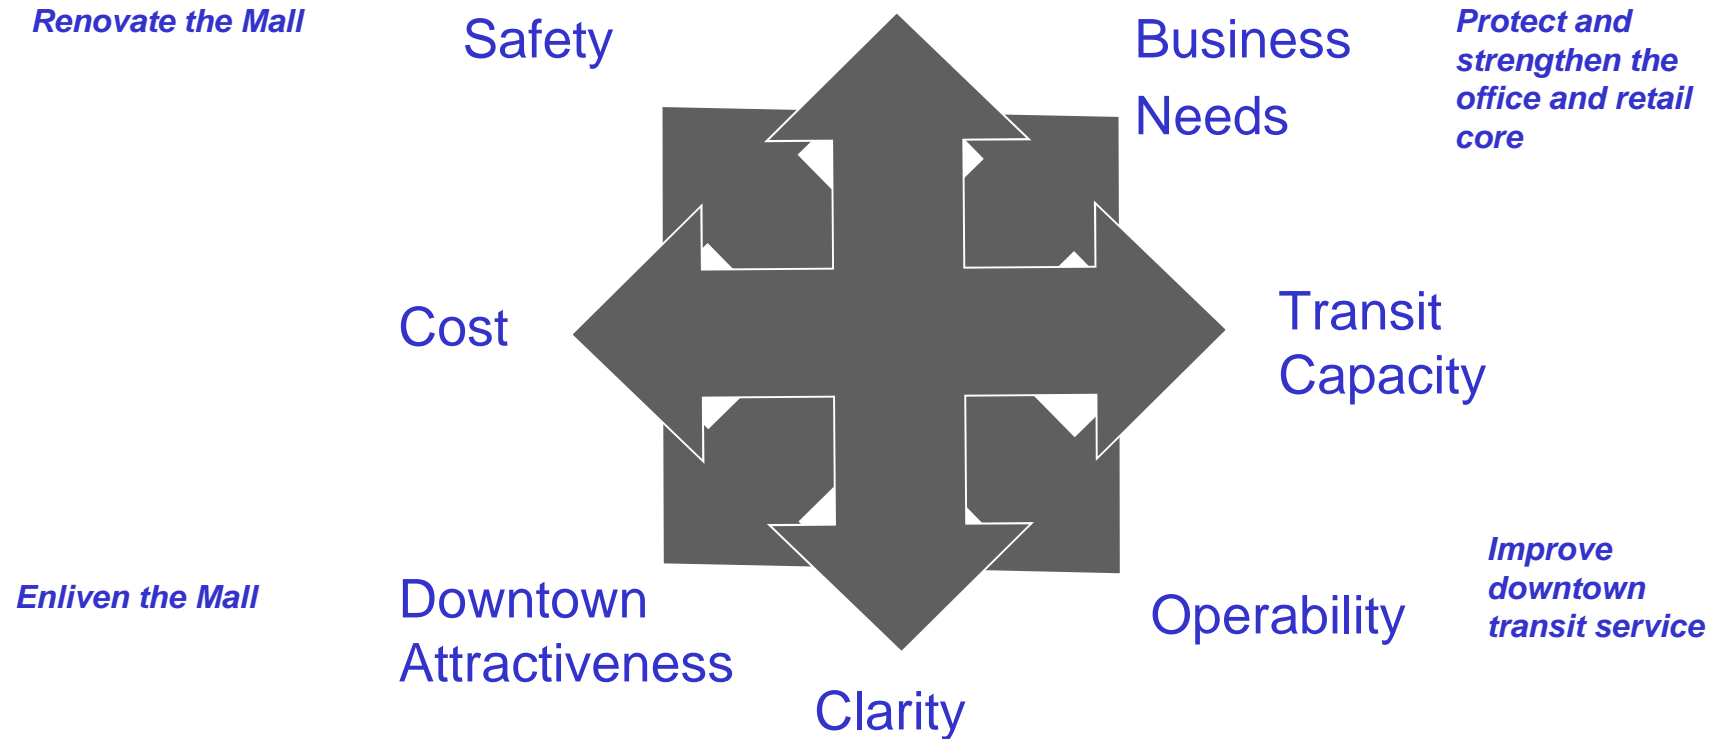 Renovate the Mall
Safety
Business
Needs
Protect and
strengthen the
office and retail
core
Cost
Transit
Capacity
Enliven the Mall
Downtown
Attractiveness
Clarity
Operability
Improve
downtown
transit service